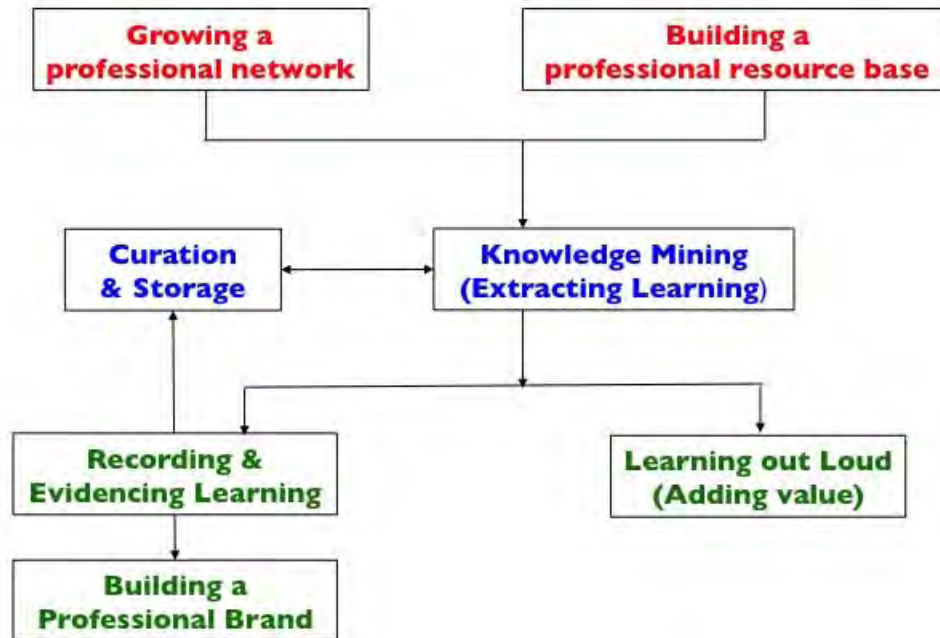 Growing a
professional network
Building a
professional resource base
Curation
& Storage
Knowledge Mining
(Extracting Learning)
Recording &
Evidencing Learning
Learning out Loud
(Adding value)
Building a
Professional Brand